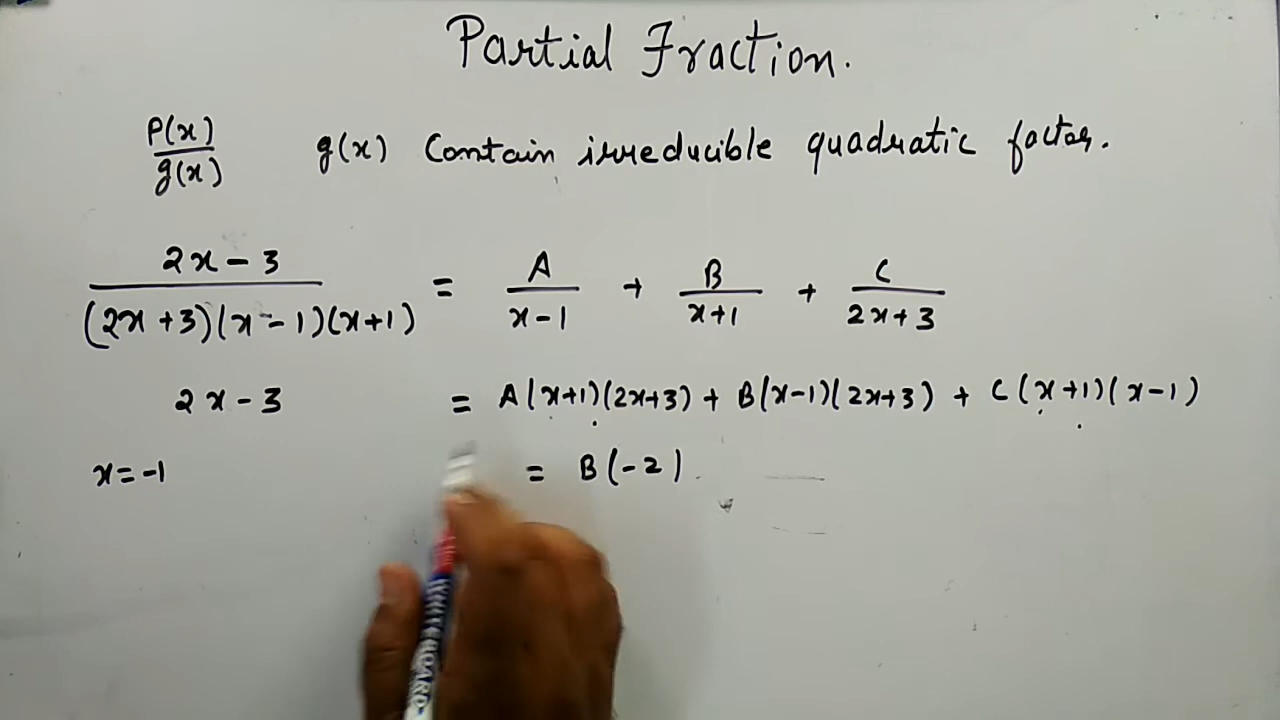 Partial Fraction.
P(x)/g(x) g(x) Contain irreducible quadratic factor.
(2x - 3)/((2x + 3)(x - 1)(x + 1)) = A/(x - 1) + B/(x + 1) + C/(2x + 3)
2x - 3 = A(x+1)(2x+3) + B(x-1)(2x+3) + C(x+1)(x-1)
x = -1 = B(-2)
WHITEBOARD